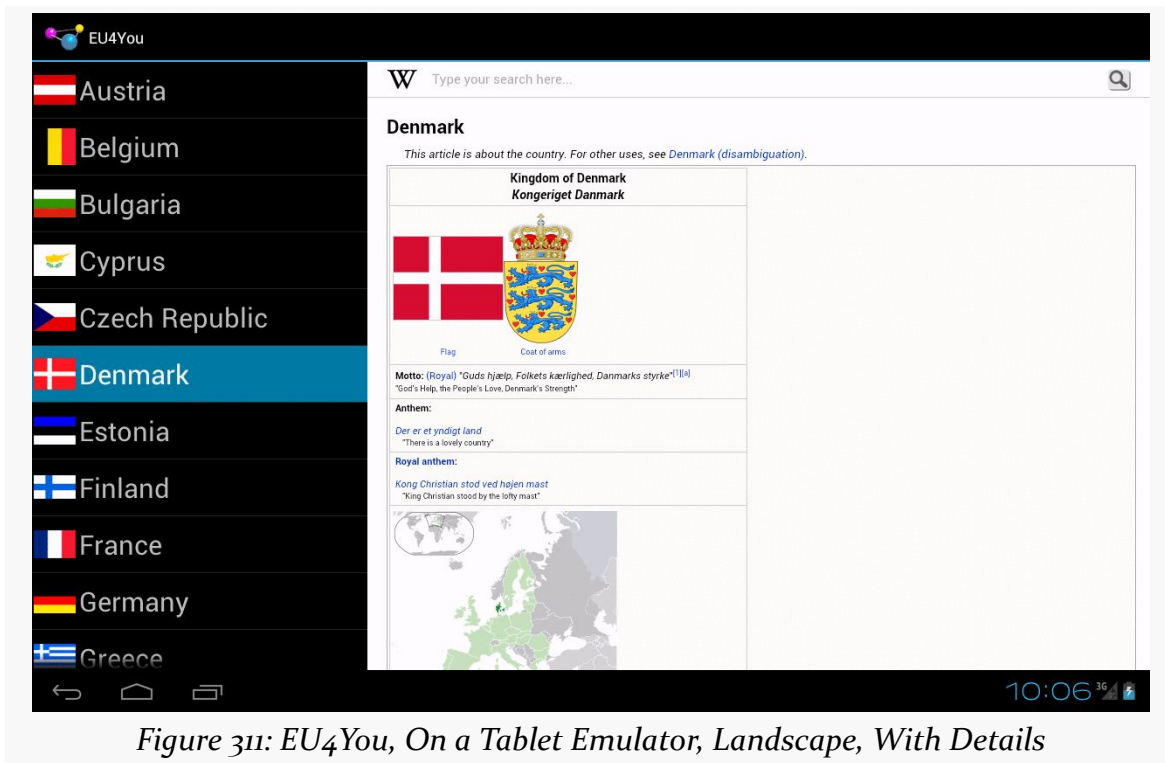 EU4You
Austria
Belgium
Bulgaria
Cyprus
Czech Republic
Denmark
Estonia
Finland
France
Germany
Greece
W Type your search here...
Denmark
This article is about the country. For other uses, see Denmark (disambiguation).
Kingdom of Denmark
Kongeriget Danmark
Flag Coat of arms
Motto: (Royal) "Guds hjælp, Folkets kærlighed, Danmarks styrke"[1][a]
"God's Help, the People's Love, Denmark's Strength"
Anthem:
Der er et yndigt land
"There is a lovely country"
Royal anthem:
Kong Christian stod ved højen mast
"King Christian stood by the lofty mast"
10:06 3G
Figure 311: EU4You, On a Tablet Emulator, Landscape, With Details